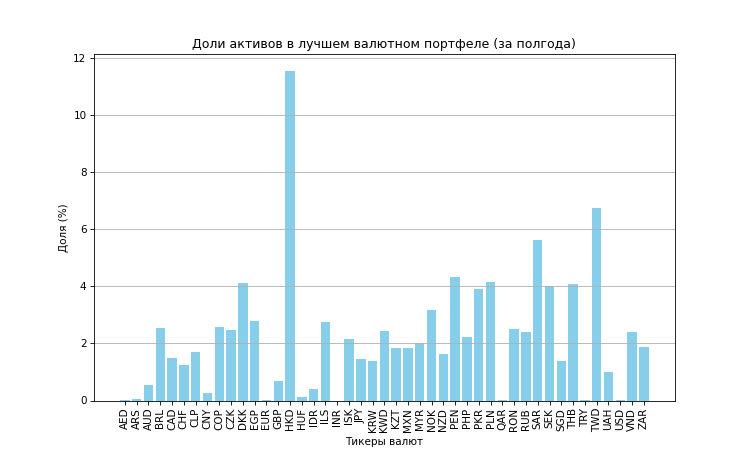 Доли активов в лучшем валютном портфеле (за полгода)
Доля (%)
12
10
8
6
4
2
0
AED ARS AUD BRL CAD CHF CLP CNY COP CZK DKK EGP EUR GBP HKD HUF IDR ILS INR ISK JPY KRW KWD KZT MXN MYR NOK NZD PEN PHP PKR PLN QAR RON RUB SAR SEK SGD THB TRY TWD UAH USD VND ZAR
Тикеры валют